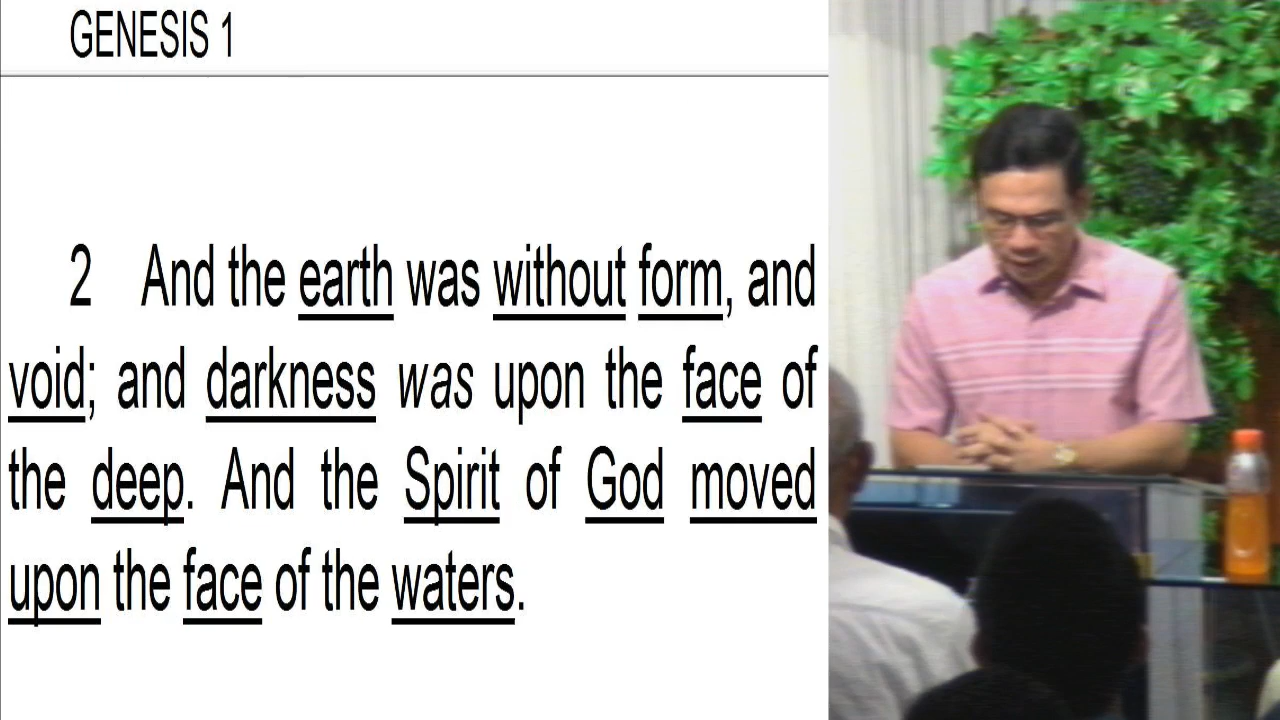 GENESIS 1
2 And the earth was without form, and
void; and darkness was upon the face of
the deep. And the Spirit of God moved
upon the face of the waters.